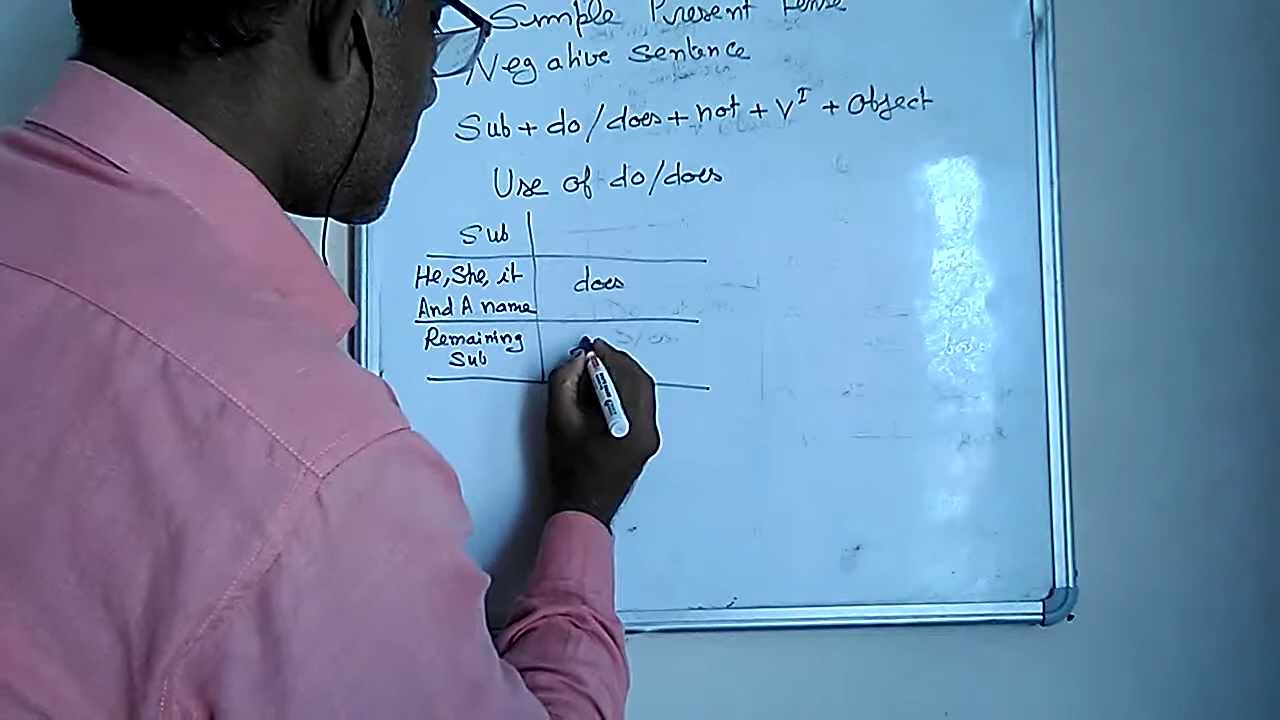 Simple Present Tense
Negative Sentence
Sub + do/does + not + V^I + Object
Use of do/does
Sub
He, She, it does
And A name
Remaining
Sub